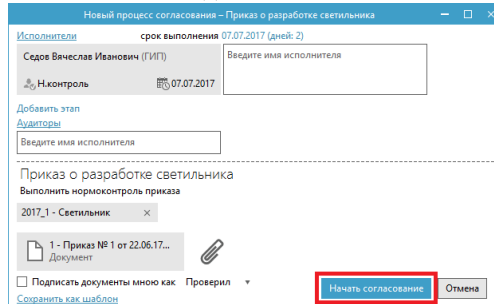 Новый процесс согласования – Приказ о разработке светильника
Исполнители срок выполнения 07.07.2017 (дней: 2)
Седов Вячеслав Иванович (ГИП)
Введите имя исполнителя
Н.контроль 07.07.2017
Добавить этап
Аудиторы
Введите имя исполнителя
Приказ о разработке светильника
Выполнить нормоконтроль приказа
2017_1 - Светильник ×
1 - Приказ № 1 от 22.06.17...
Документ
Подписать документы мною как Проверил
Начать согласование Отмена
Сохранить как шаблон